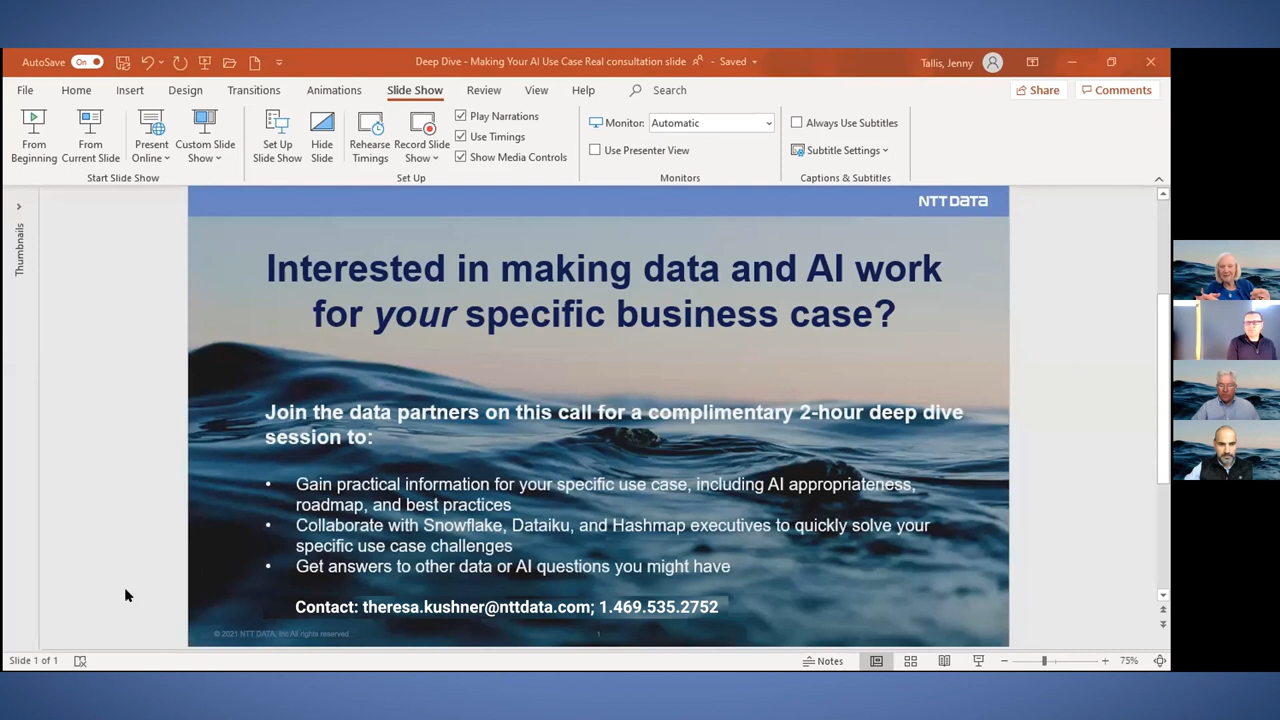 AutoSave On
Deep Dive - Making Your AI Use Case Real consultation slide - Saved
Tallis, Jenny
File Home Insert Design Transitions Animations Slide Show Review View Help Search
Share Comments
From Beginning
From Current Slide
Present Online
Custom Slide Show
Start Slide Show
Set Up Slide Show
Hide Slide
Rehearse Timings
Record Slide Show
Play Narrations
Use Timings
Show Media Controls
Set Up
Monitor: Automatic
Use Presenter View
Monitors
Always Use Subtitles
Subtitle Settings
Captions & Subtitles
Thumbnails
NTT DATA
Interested in making data and AI work
for your specific business case?
Join the data partners on this call for a complimentary 2-hour deep dive
session to:
• Gain practical information for your specific use case, including AI appropriateness,
roadmap, and best practices
• Collaborate with Snowflake, Dataiku, and Hashmap executives to quickly solve your
specific use case challenges
• Get answers to other data or AI questions you might have
Contact: theresa.kushner@nttdata.com; 1.469.535.2752
© 2021 NTT DATA, Inc All rights reserved 1
Slide 1 of 1
Notes
75%